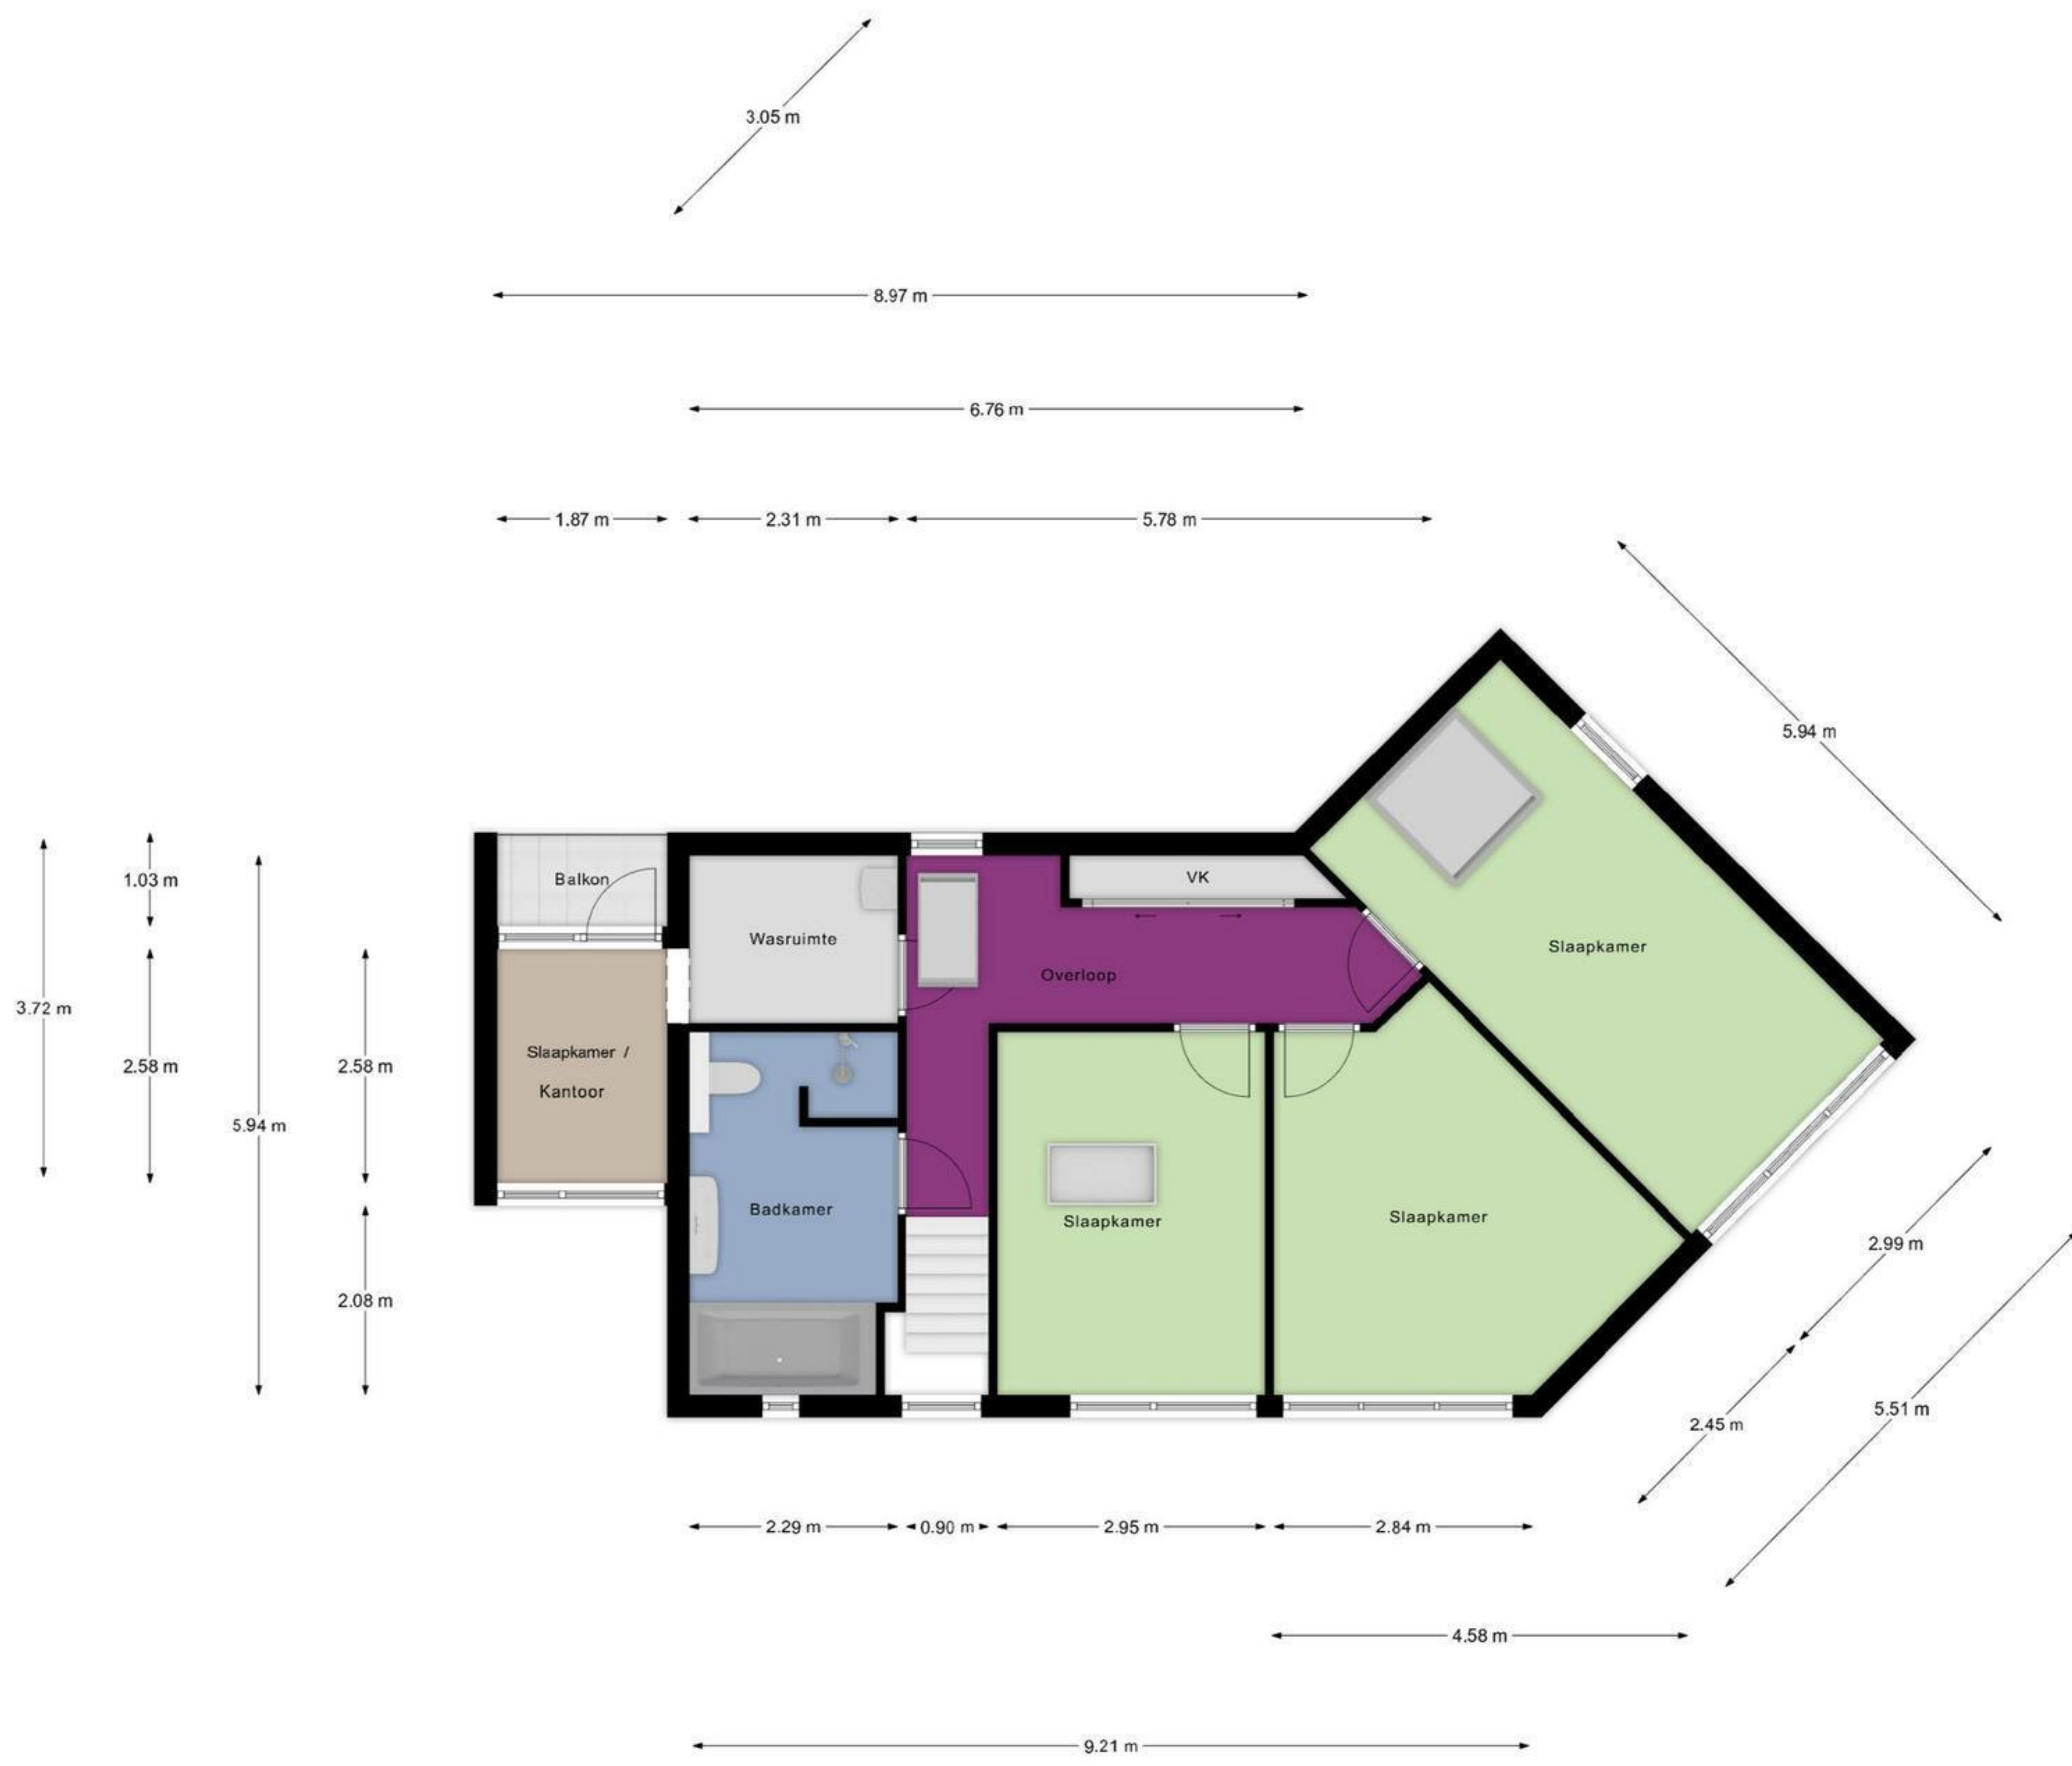 3.05 m
8.97 m
6.76 m
1.87 m
2.31 m
5.78 m
5.94 m
1.03 m
Balkon
VK
Wasruimte
Slaapkamer
Overloop
3.72 m
Slaapkamer /
Kantoor
2.58 m
2.58 m
5.94 m
Badkamer
Slaapkamer
Slaapkamer
2.99 m
2.08 m
5.51 m
2.45 m
2.29 m
0.90 m
2.95 m
2.84 m
4.58 m
9.21 m